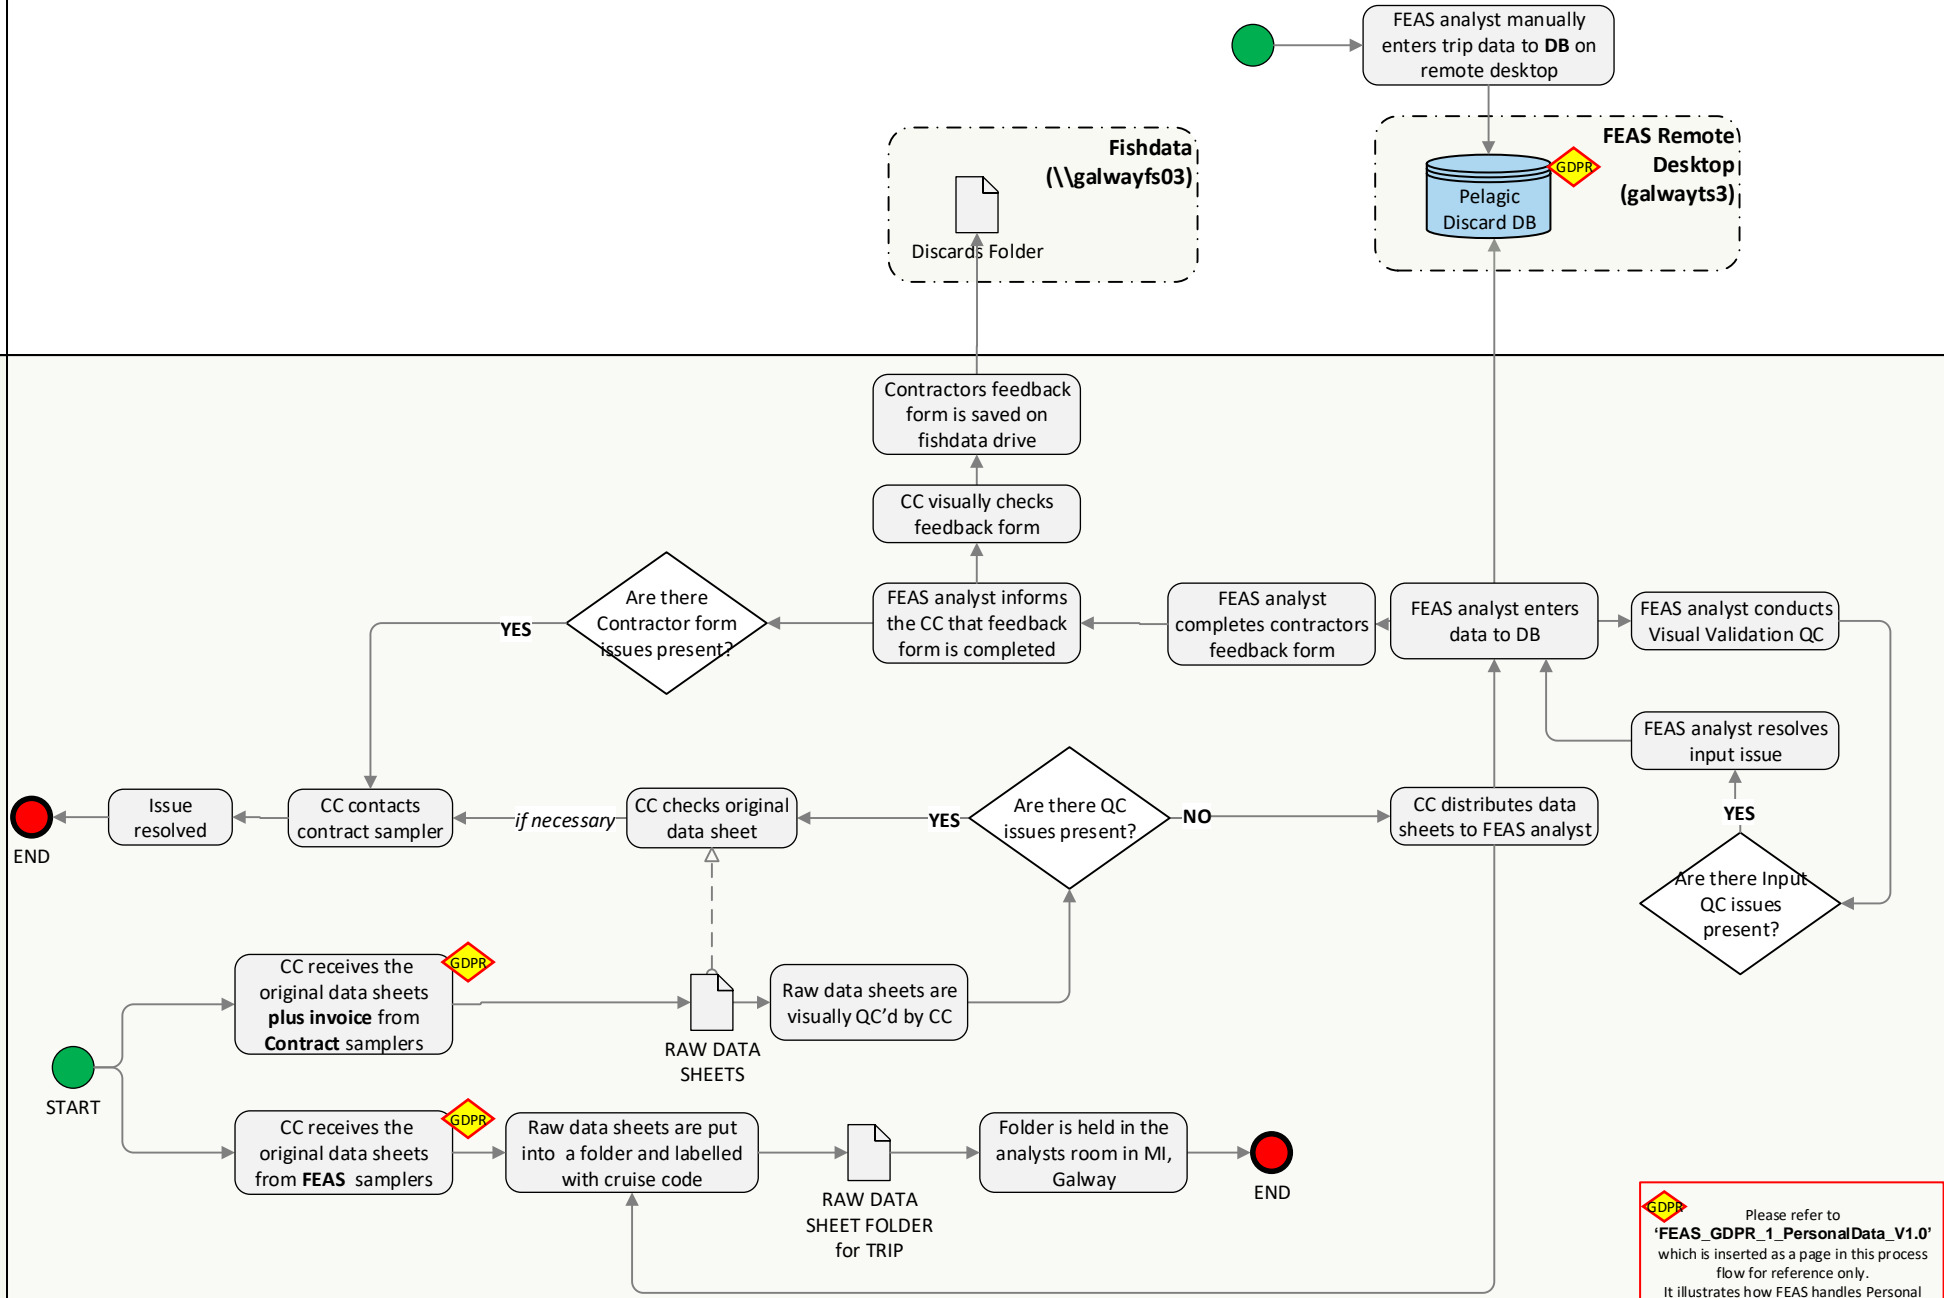 FEAS analyst manually
enters trip data to DB on
remote desktop
Fishdata
(\\galwayfs03)
Discards Folder
FEAS Remote
Desktop
(galwayts3)
GDPR
Pelagic
Discard DB
Contractors feedback
form is saved on
fishdata drive
CC visually checks
feedback form
Are there
Contractor form
issues present?
YES
FEAS analyst informs
the CC that feedback
form is completed
FEAS analyst
completes contractors
feedback form
FEAS analyst enters
data to DB
FEAS analyst conducts
Visual Validation QC
FEAS analyst resolves
input issue
YES
Are there Input
QC issues
present?
END
Issue
resolved
CC contacts
contract sampler
if necessary
CC checks original
data sheet
YES
Are there QC
issues present?
NO
CC distributes data
sheets to FEAS analyst
START
CC receives the
original data sheets
plus invoice from
Contract samplers
GDPR
RAW DATA
SHEETS
Raw data sheets are
visually QC’d by CC
CC receives the
original data sheets
from FEAS samplers
GDPR
Raw data sheets are put
into a folder and labelled
with cruise code
RAW DATA
SHEET FOLDER
for TRIP
Folder is held in the
analysts room in MI,
Galway
END
GDPR
Please refer to
‘FEAS_GDPR_1_PersonalData_V1.0’
which is inserted as a page in this process
flow for reference only.
It illustrates how FEAS handles Personal